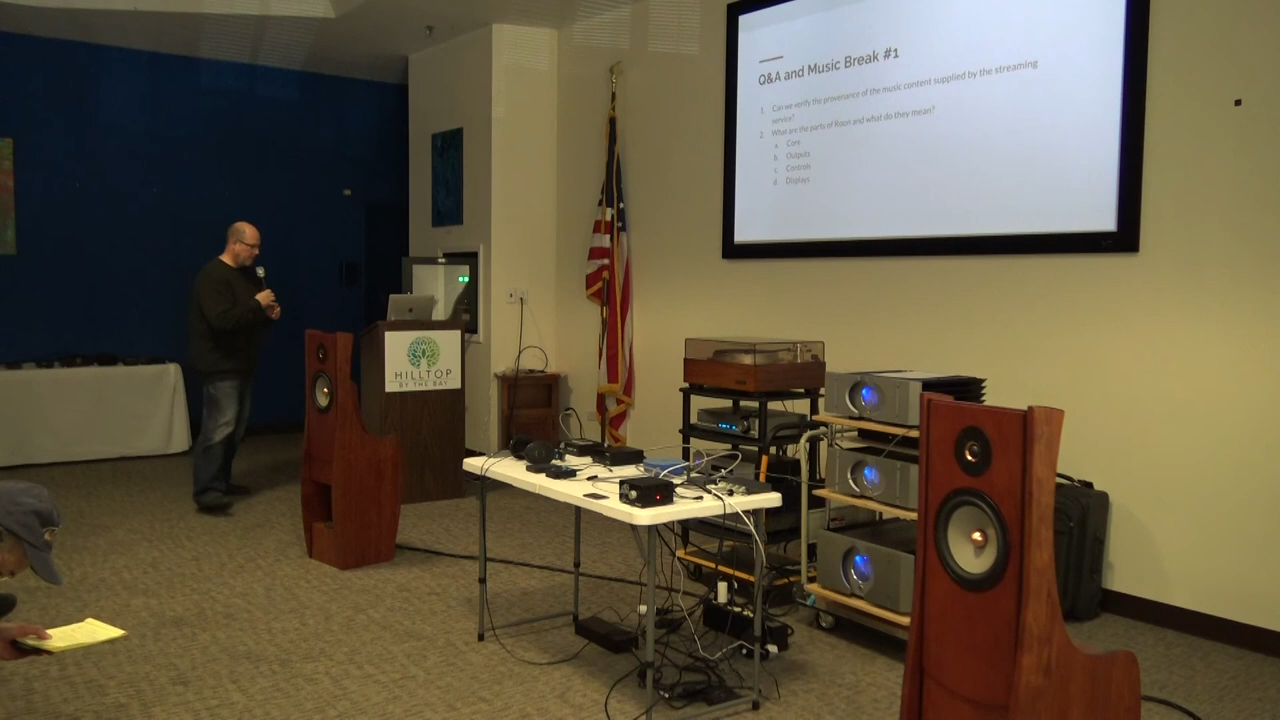 Q&A and Music Break #1
1. Can we verify the provenance of the music content supplied by the streaming
service?
2. What are the parts of Roon and what do they mean?
a. Core
b. Outputs
c. Controls
d. Displays
HILLTOP
BY THE BAY